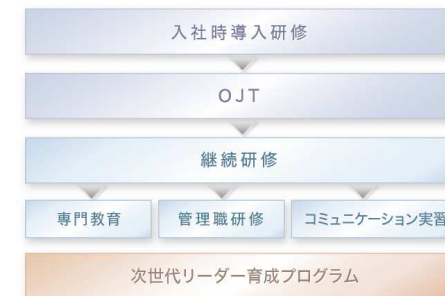 入社時導入研修
OJT
継続研修
専門教育
管理職研修
コミュニケーション実習
次世代リーダー育成プログラム